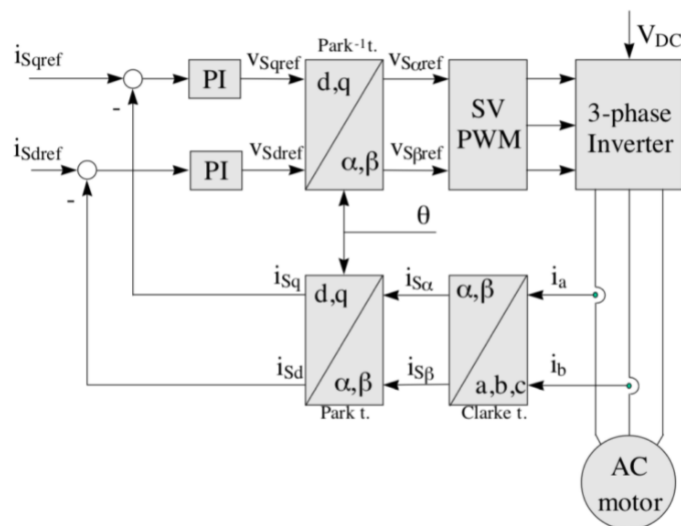 Park⁻¹t.
V_DC
i_Sqref
PI
v_Sqref
d,q
α,β
v_Sαref
SV
PWM
3-phase
Inverter
i_Sdref
-
PI
v_Sdref
v_Sβref
-
θ
i_Sq
d,q
α,β
Park t.
i_Sα
α,β
a,b,c
Clarke t.
i_a
i_Sd
i_Sβ
i_b
AC
motor